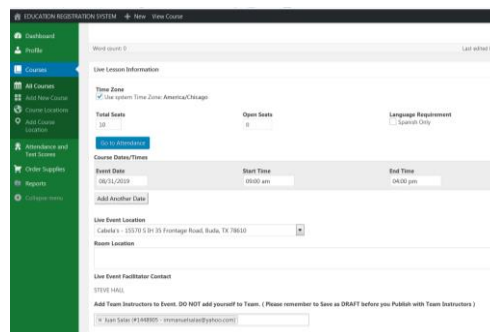 EDUCATION REGISTRATION SYSTEM + New View Course
Dashboard
Profile
Courses
All Courses
Add New Course
Course Locations
Add Course Location
Attendance and Test Scores
Order Supplies
Reports
Collapse menu
Word count: 0
Last edited
Live Lesson Information
Time Zone
Use system Time Zone: America/Chicago
Total Seats
Open Seats
Language Requirement
Spanish Only
Go to Attendance
Course Dates/Times
Event Date
Start Time
End Time
08/31/2019
09:00 am
04:00 pm
Add Another Date
Live Event Location
Cabela's - 15570 S IH 35 Frontage Road, Buda, TX 78610
Room Location
Live Event Facilitator Contact
STEVE HALL
Add Team Instructors to Event. DO NOT add yourself to Team. ( Please remember to Save as DRAFT before you Publish with Team Instructors )
× Juan Salas